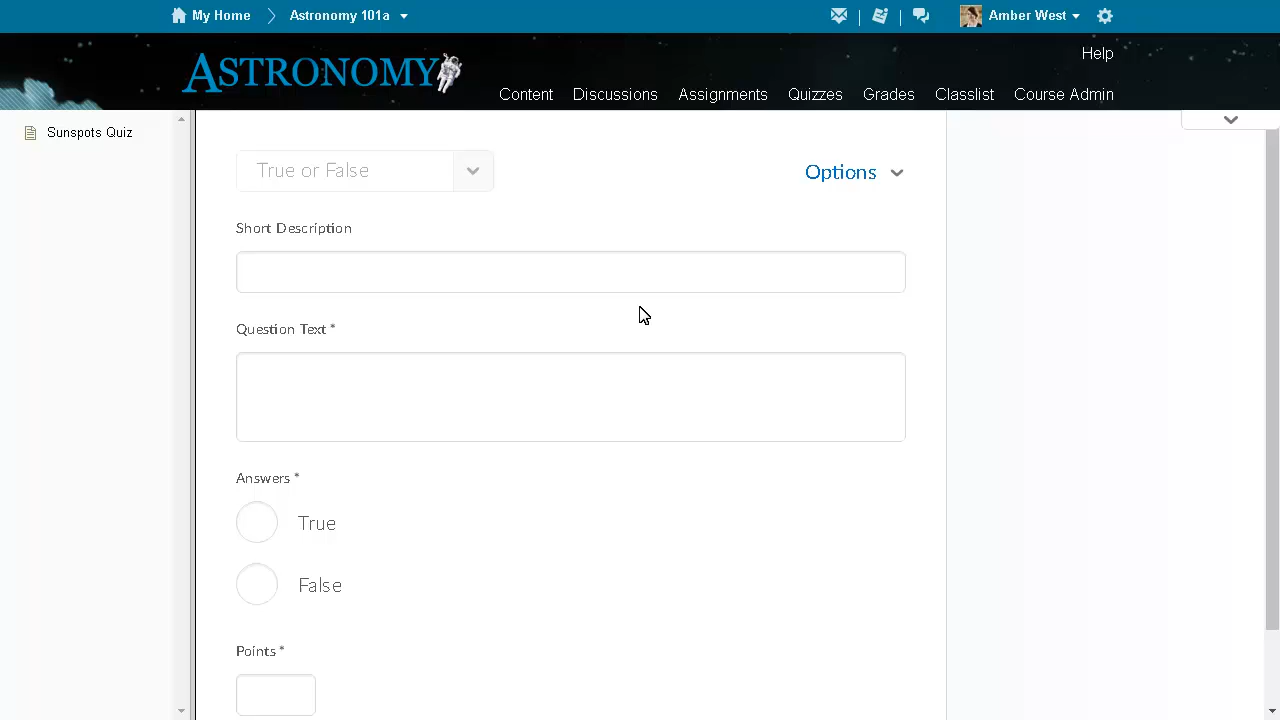 My Home
Astronomy 101a
Amber West
Help
ASTRONOMY
Content Discussions Assignments Quizzes Grades Classlist Course Admin
Sunspots Quiz
True or False
Options
Short Description
Question Text *
Answers *
True
False
Points *